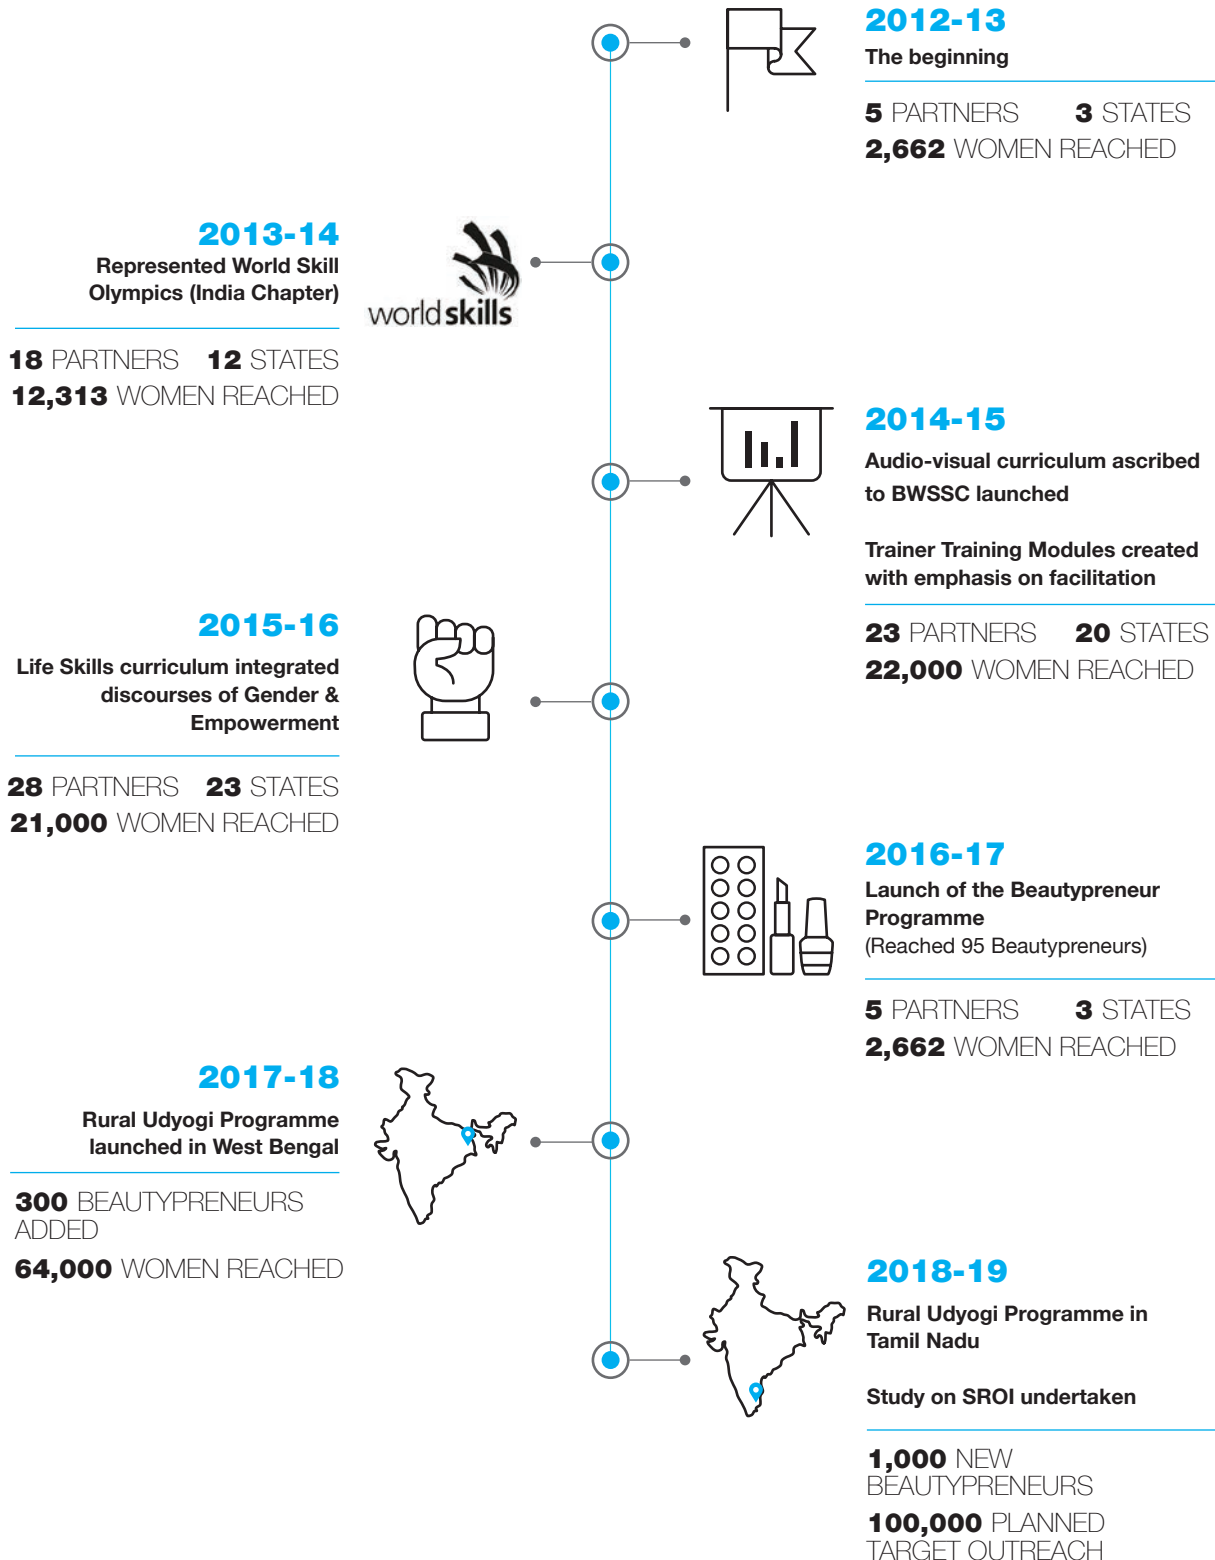 2012-13
The beginning
5 PARTNERS 3 STATES
2,662 WOMEN REACHED
2013-14
Represented World Skill
Olympics (India Chapter)
worldskills
18 PARTNERS 12 STATES
12,313 WOMEN REACHED
2014-15
Audio-visual curriculum ascribed
to BWSSC launched
Trainer Training Modules created
with emphasis on facilitation
23 PARTNERS 20 STATES
22,000 WOMEN REACHED
2015-16
Life Skills curriculum integrated
discourses of Gender &
Empowerment
28 PARTNERS 23 STATES
21,000 WOMEN REACHED
2016-17
Launch of the Beautypreneur
Programme
(Reached 95 Beautypreneurs)
5 PARTNERS 3 STATES
2,662 WOMEN REACHED
2017-18
Rural Udyogi Programme
launched in West Bengal
300 BEAUTYPRENEURS
ADDED
64,000 WOMEN REACHED
2018-19
Rural Udyogi Programme in
Tamil Nadu
Study on SROI undertaken
1,000 NEW
BEAUTYPRENEURS
100,000 PLANNED
TARGET OUTREACH